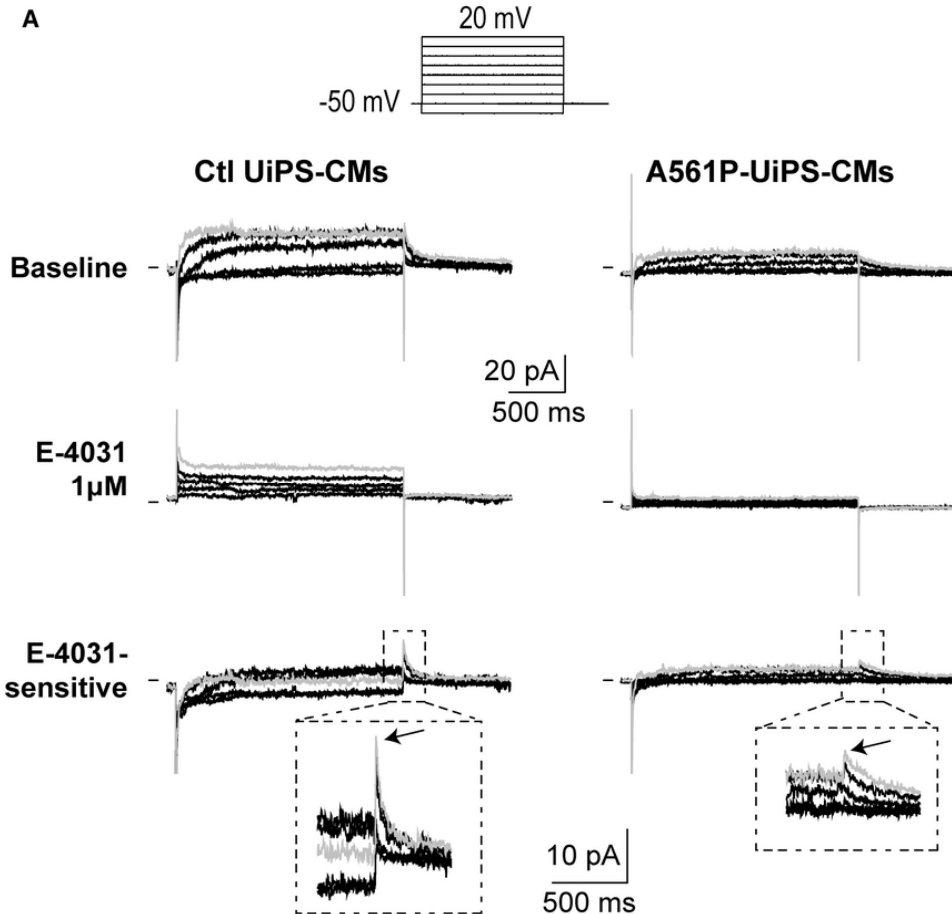 A
20 mV
-50 mV
Ctl UiPS-CMs
A561P-UiPS-CMs
Baseline
20 pA
500 ms
E-4031
1µM
E-4031-
sensitive
10 pA
500 ms